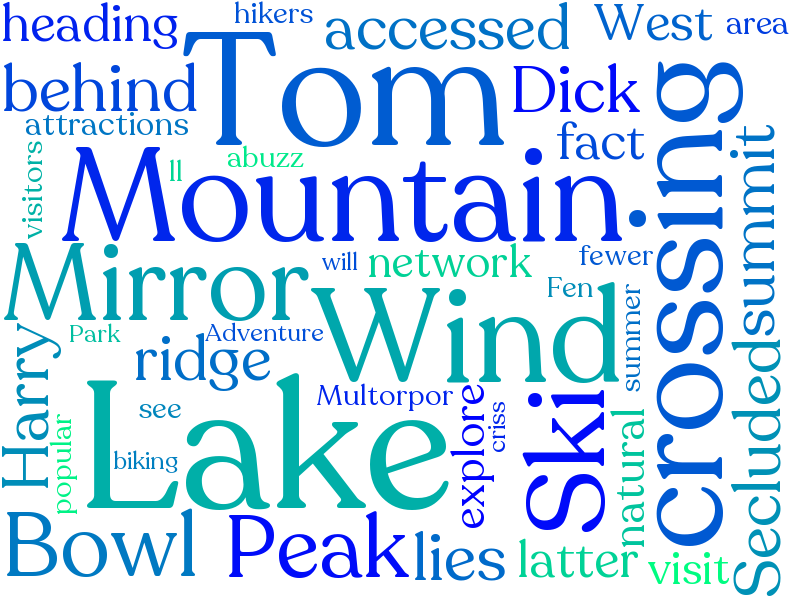 heading
hikers
accessed
West
area
Tom
behind
Dick
attractions
fact
crossing
visitors
ll
abuzz
Mountain
summit
Mirror
will
network
fewer
Wind
Fen
summer
Park
Adventure
Harry
ridge
Multorpor
Lake
see
explore
criss
Ski
natural
Secluded
popular
biking
Bowl
Peak
lies
latter
visit